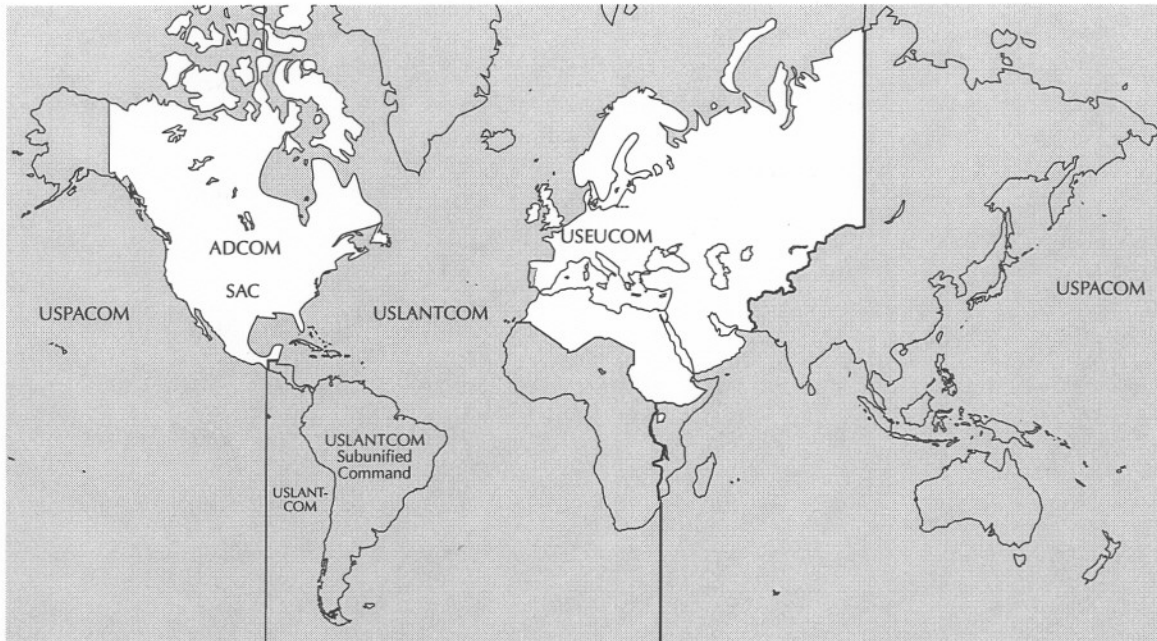 ADCOM
USEUCOM
SAC
USPACOM
USLANTCOM
USPACOM
USLANTCOM
Subunified
Command
USLANT-
COM